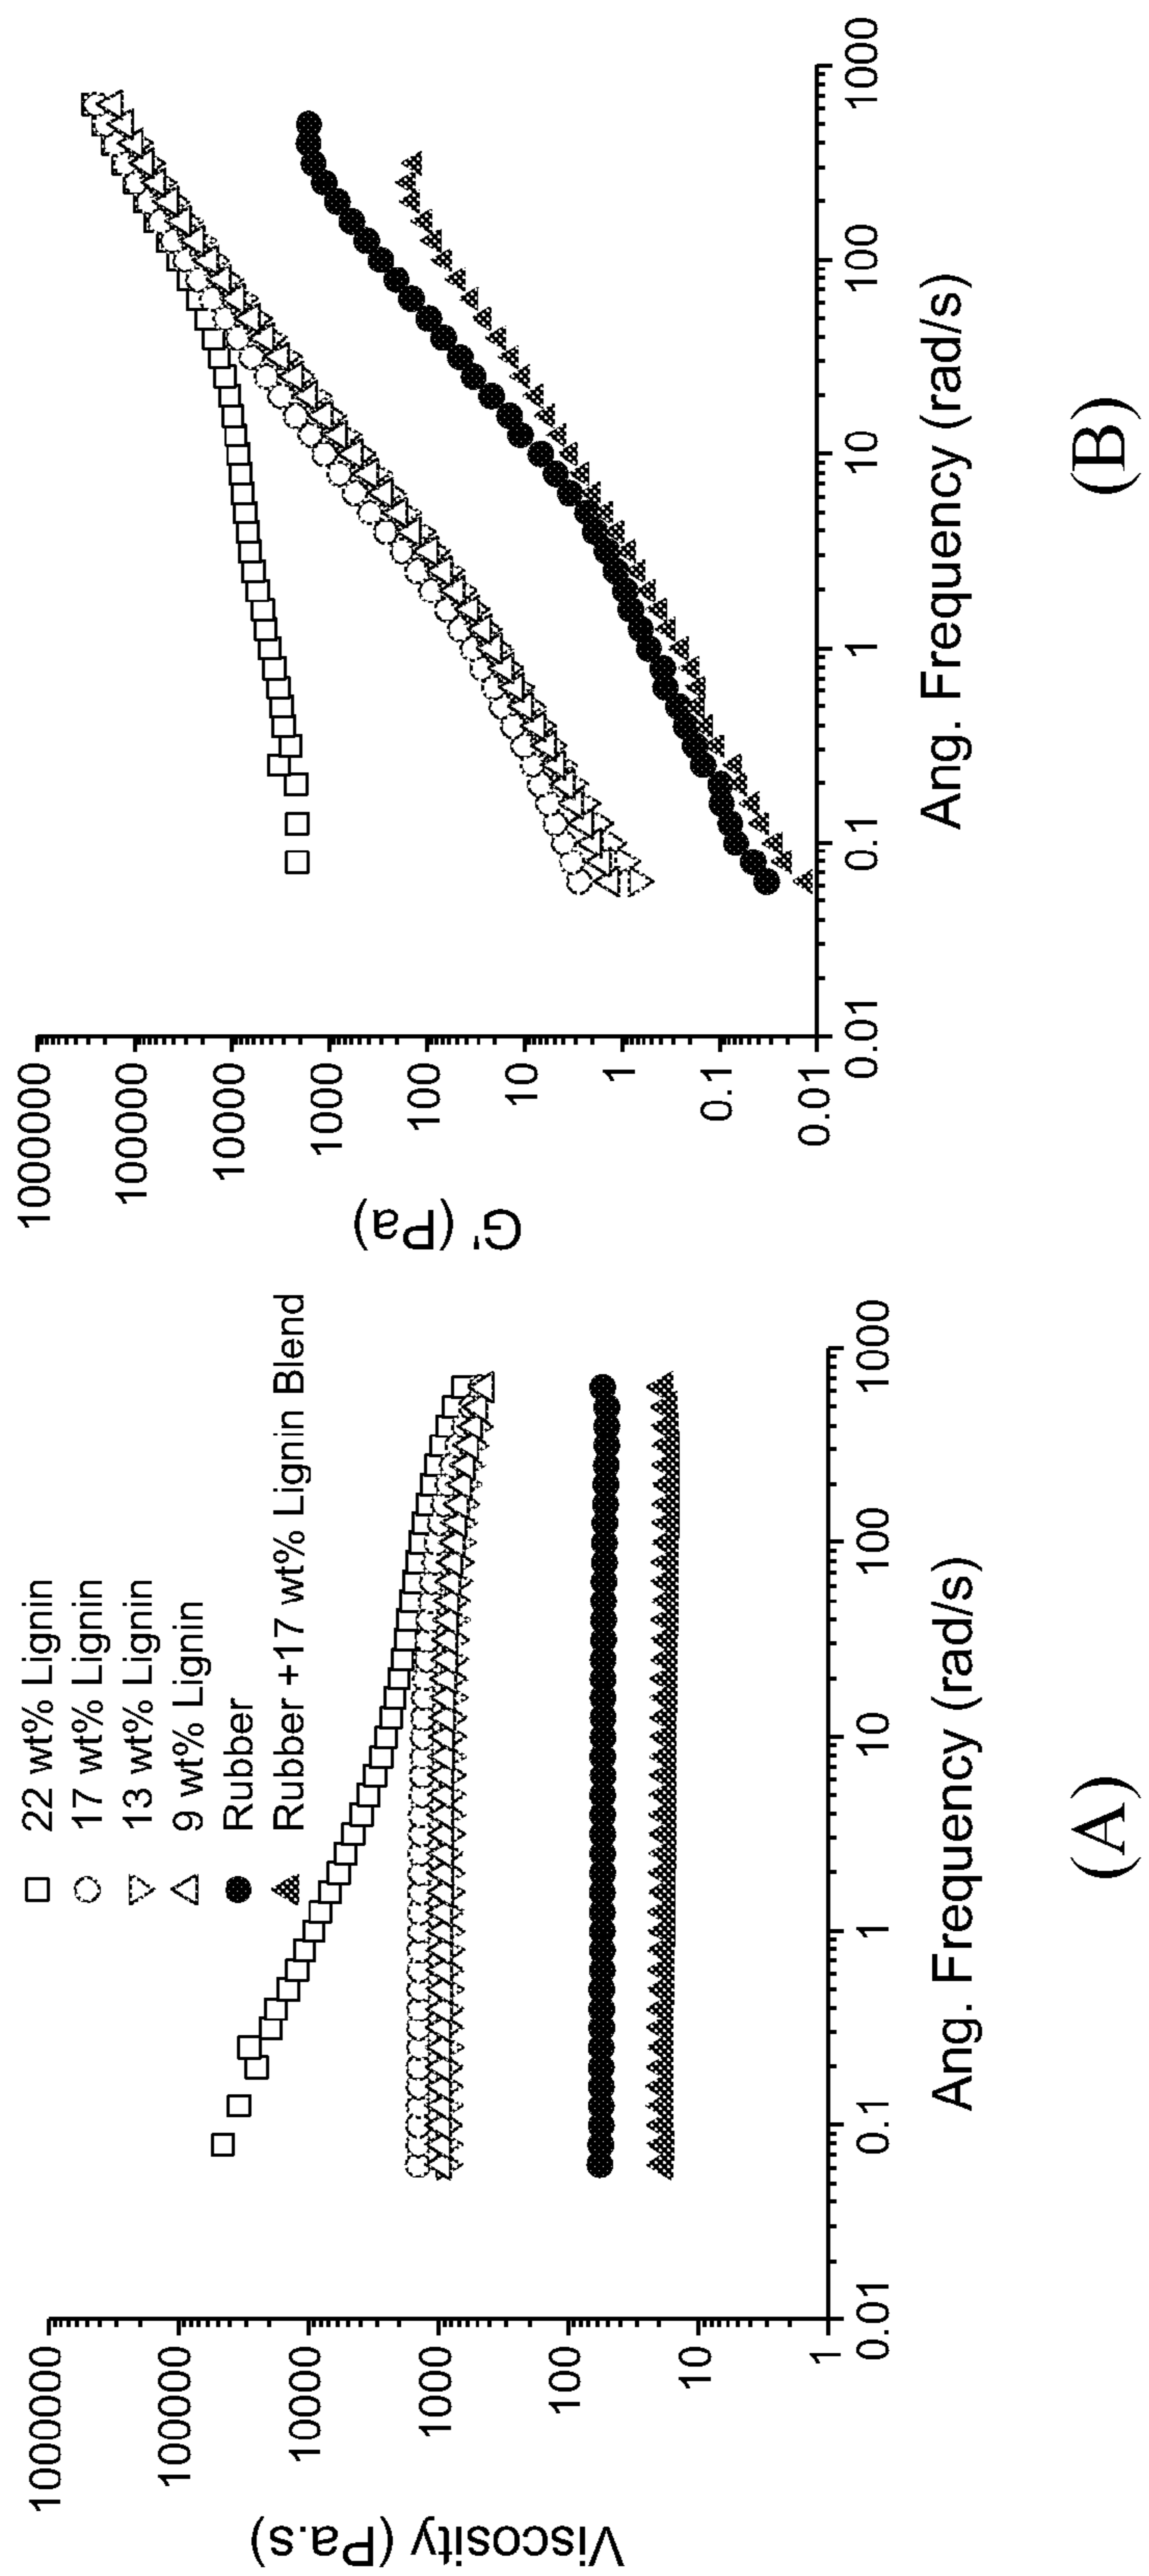 22 wt% Lignin
17 wt% Lignin
13 wt% Lignin
9 wt% Lignin
Rubber
Rubber +17 wt% Lignin Blend
Viscosity (Pa.s)
1000000
100000
10000
1000
100
10
1
0.01
0.1
1
10
100
1000
Ang. Frequency (rad/s)
(A)
G' (Pa)
1000000
100000
10000
1000
100
10
1
0.1
0.01
0.01
0.1
1
10
100
1000
Ang. Frequency (rad/s)
(B)